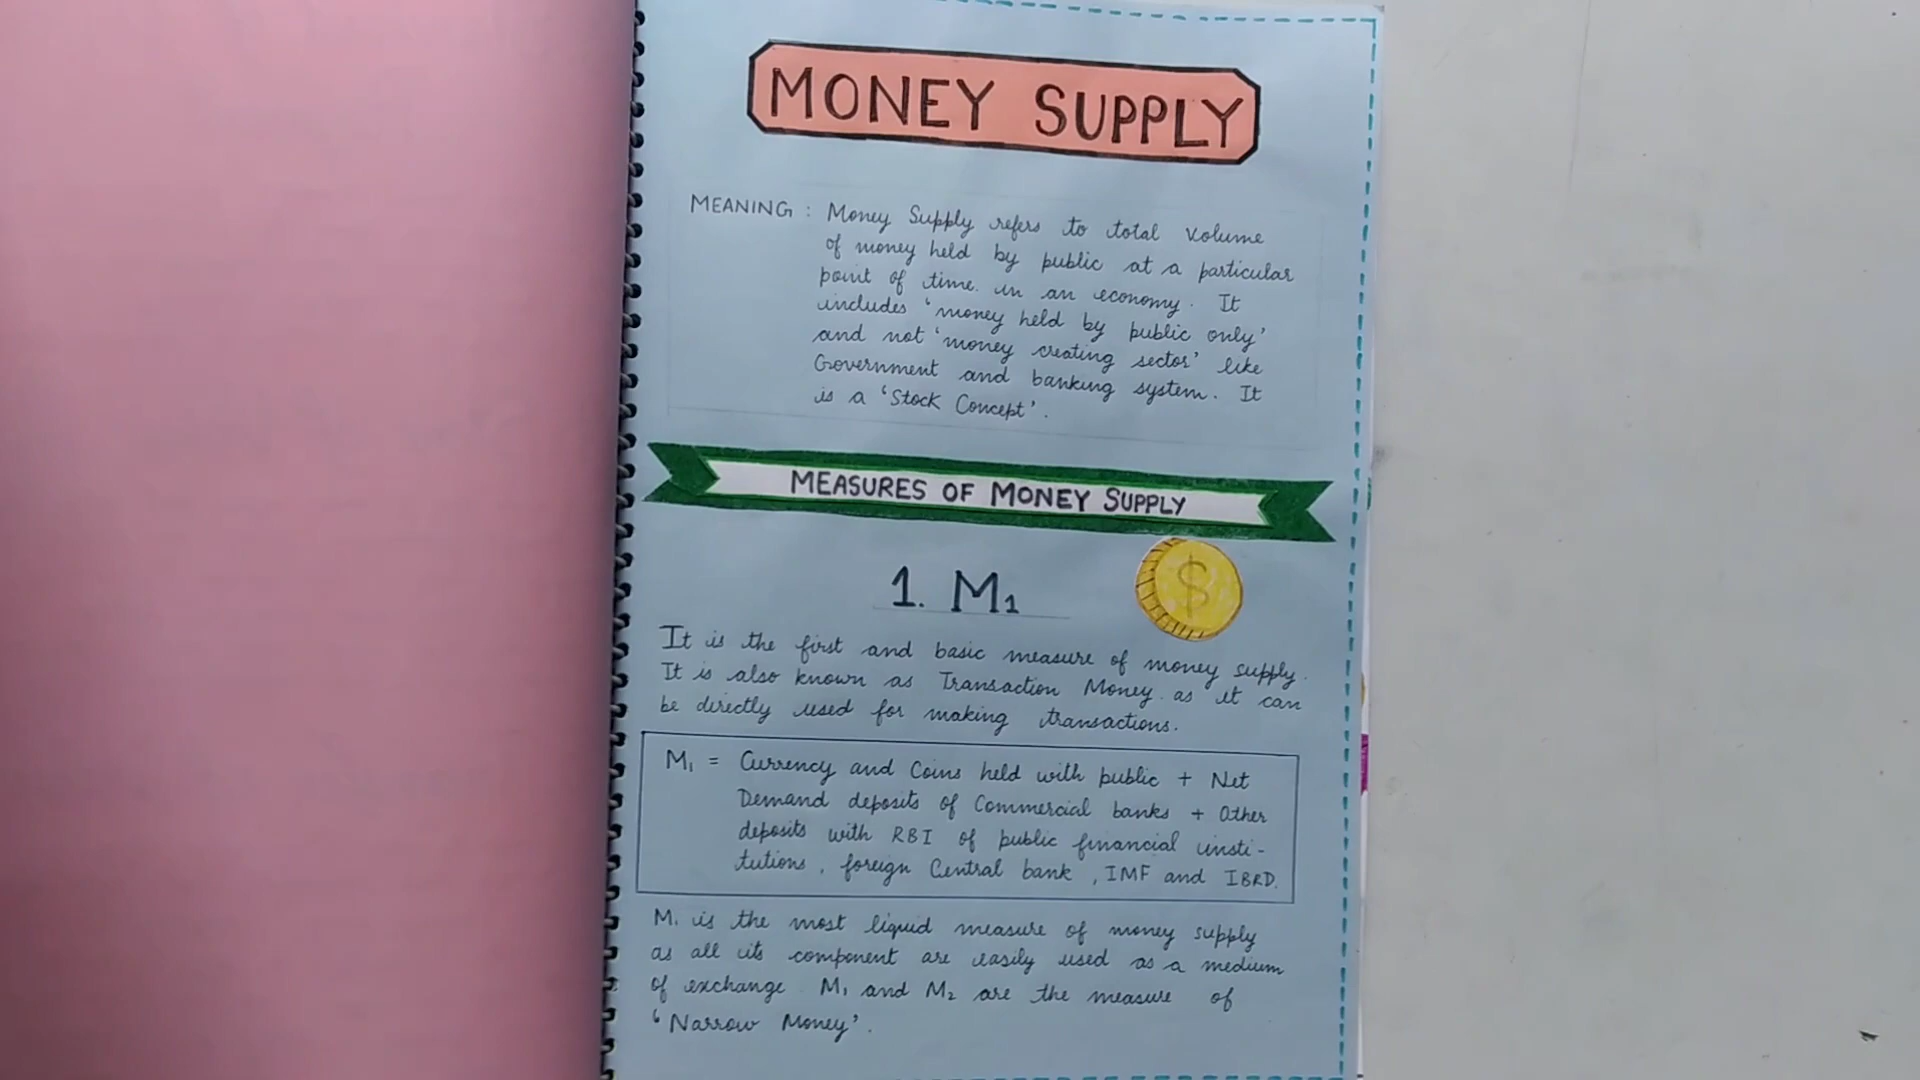 MONEY SUPPLY
MEANING : Money Supply refers to total volume
of money held by public at a particular
point of time. in an economy. It
includes 'money held by public only'
and not 'money creating sector' like
Government and banking system. It
is a 'Stock Concept'.
MEASURES OF MONEY SUPPLY
1. M1
$
It is the first and basic measure of money supply.
It is also known as Transaction Money. as it can
be directly used for making transactions.
M1 = Currency and Coins held with public + Net
Demand deposits of Commercial banks + Other
deposits with RBI of public financial insti-
tutions, foreign Central bank, IMF and IBRD.
M1 is the most liquid measure of money supply
as all its component are easily used as a medium
of exchange. M1 and M2 are the measure of
'Narrow Money'.